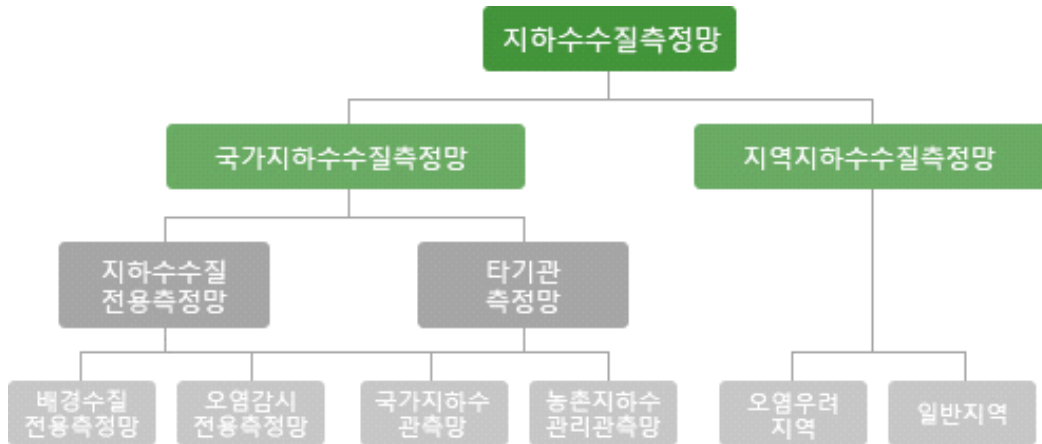 지하수수질측정망
국가지하수수질측정망
지역지하수수질측정망
지하수수질
전용측정망
타기관
측정망
배경수질
전용측정망
오염감시
전용측정망
국가지하수
관측망
농촌지하수
관리관측망
오염우려
지역
일반지역